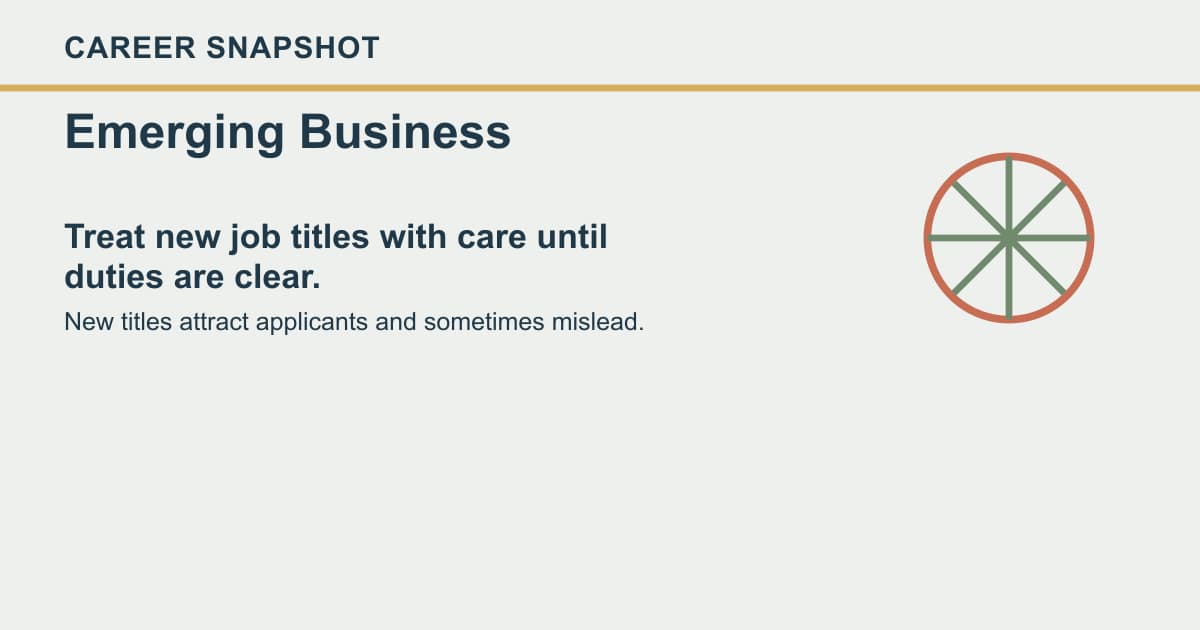 CAREER SNAPSHOT
Emerging Business
Treat new job titles with care until
duties are clear.
New titles attract applicants and sometimes mislead.